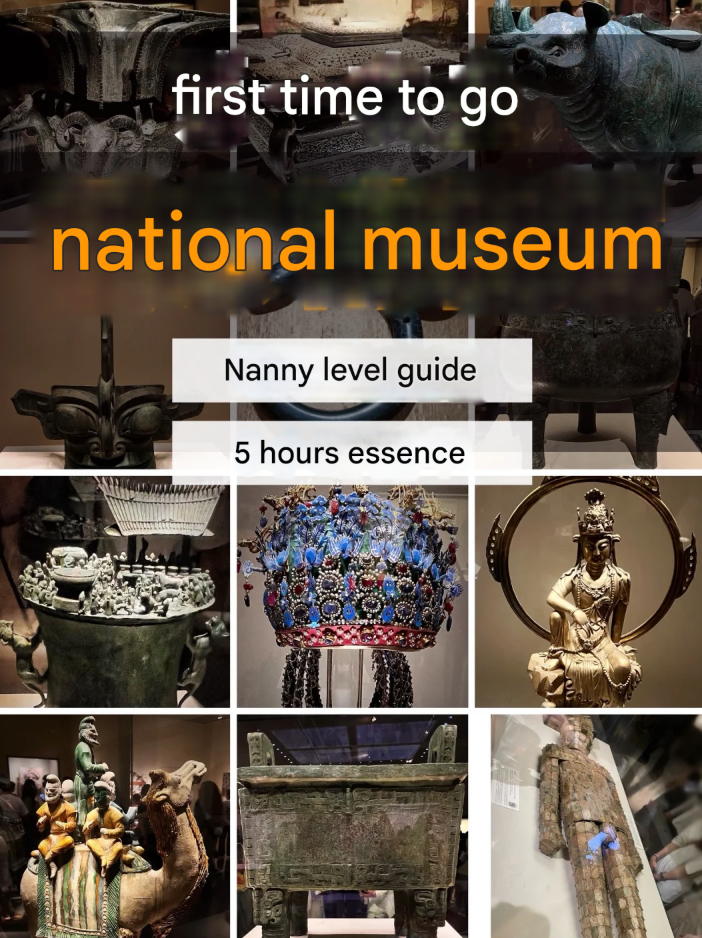 first time to go
national museum
Nanny level guide
5 hours essence